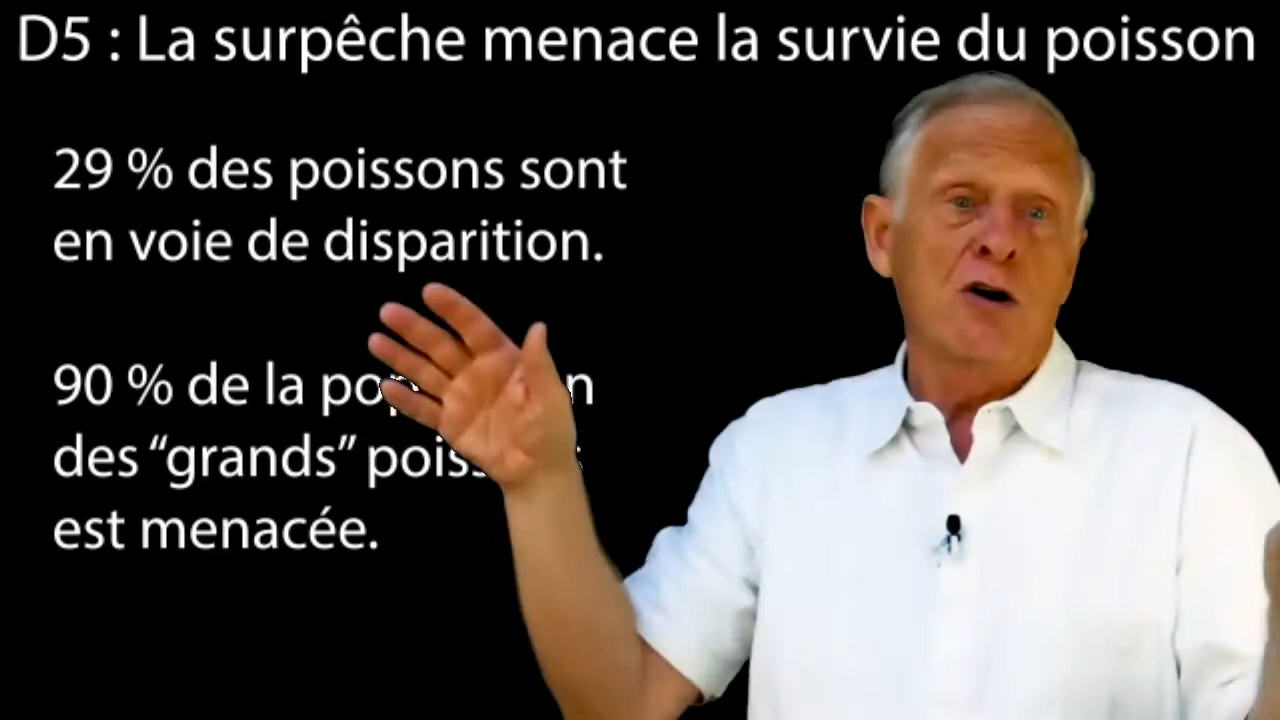 D5 : La surpêche menace la survie du poisson
29 % des poissons sont
en voie de disparition.
90 % de la
des “grands”
est menacée.